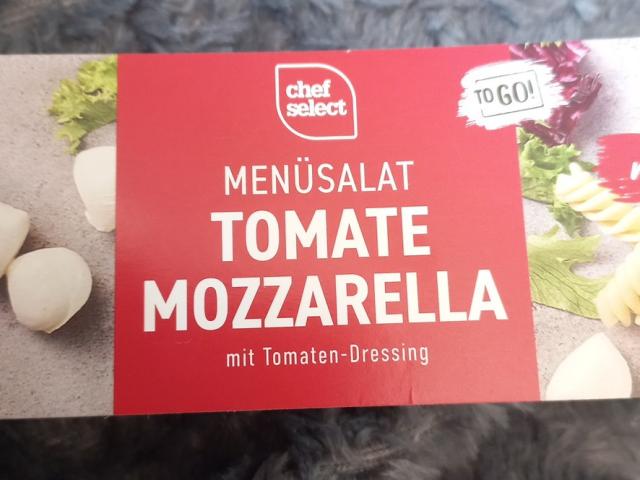 chef
select
TO GO!
MENÜSALAT
TOMATE
MOZZARELLA
mit Tomaten-Dressing